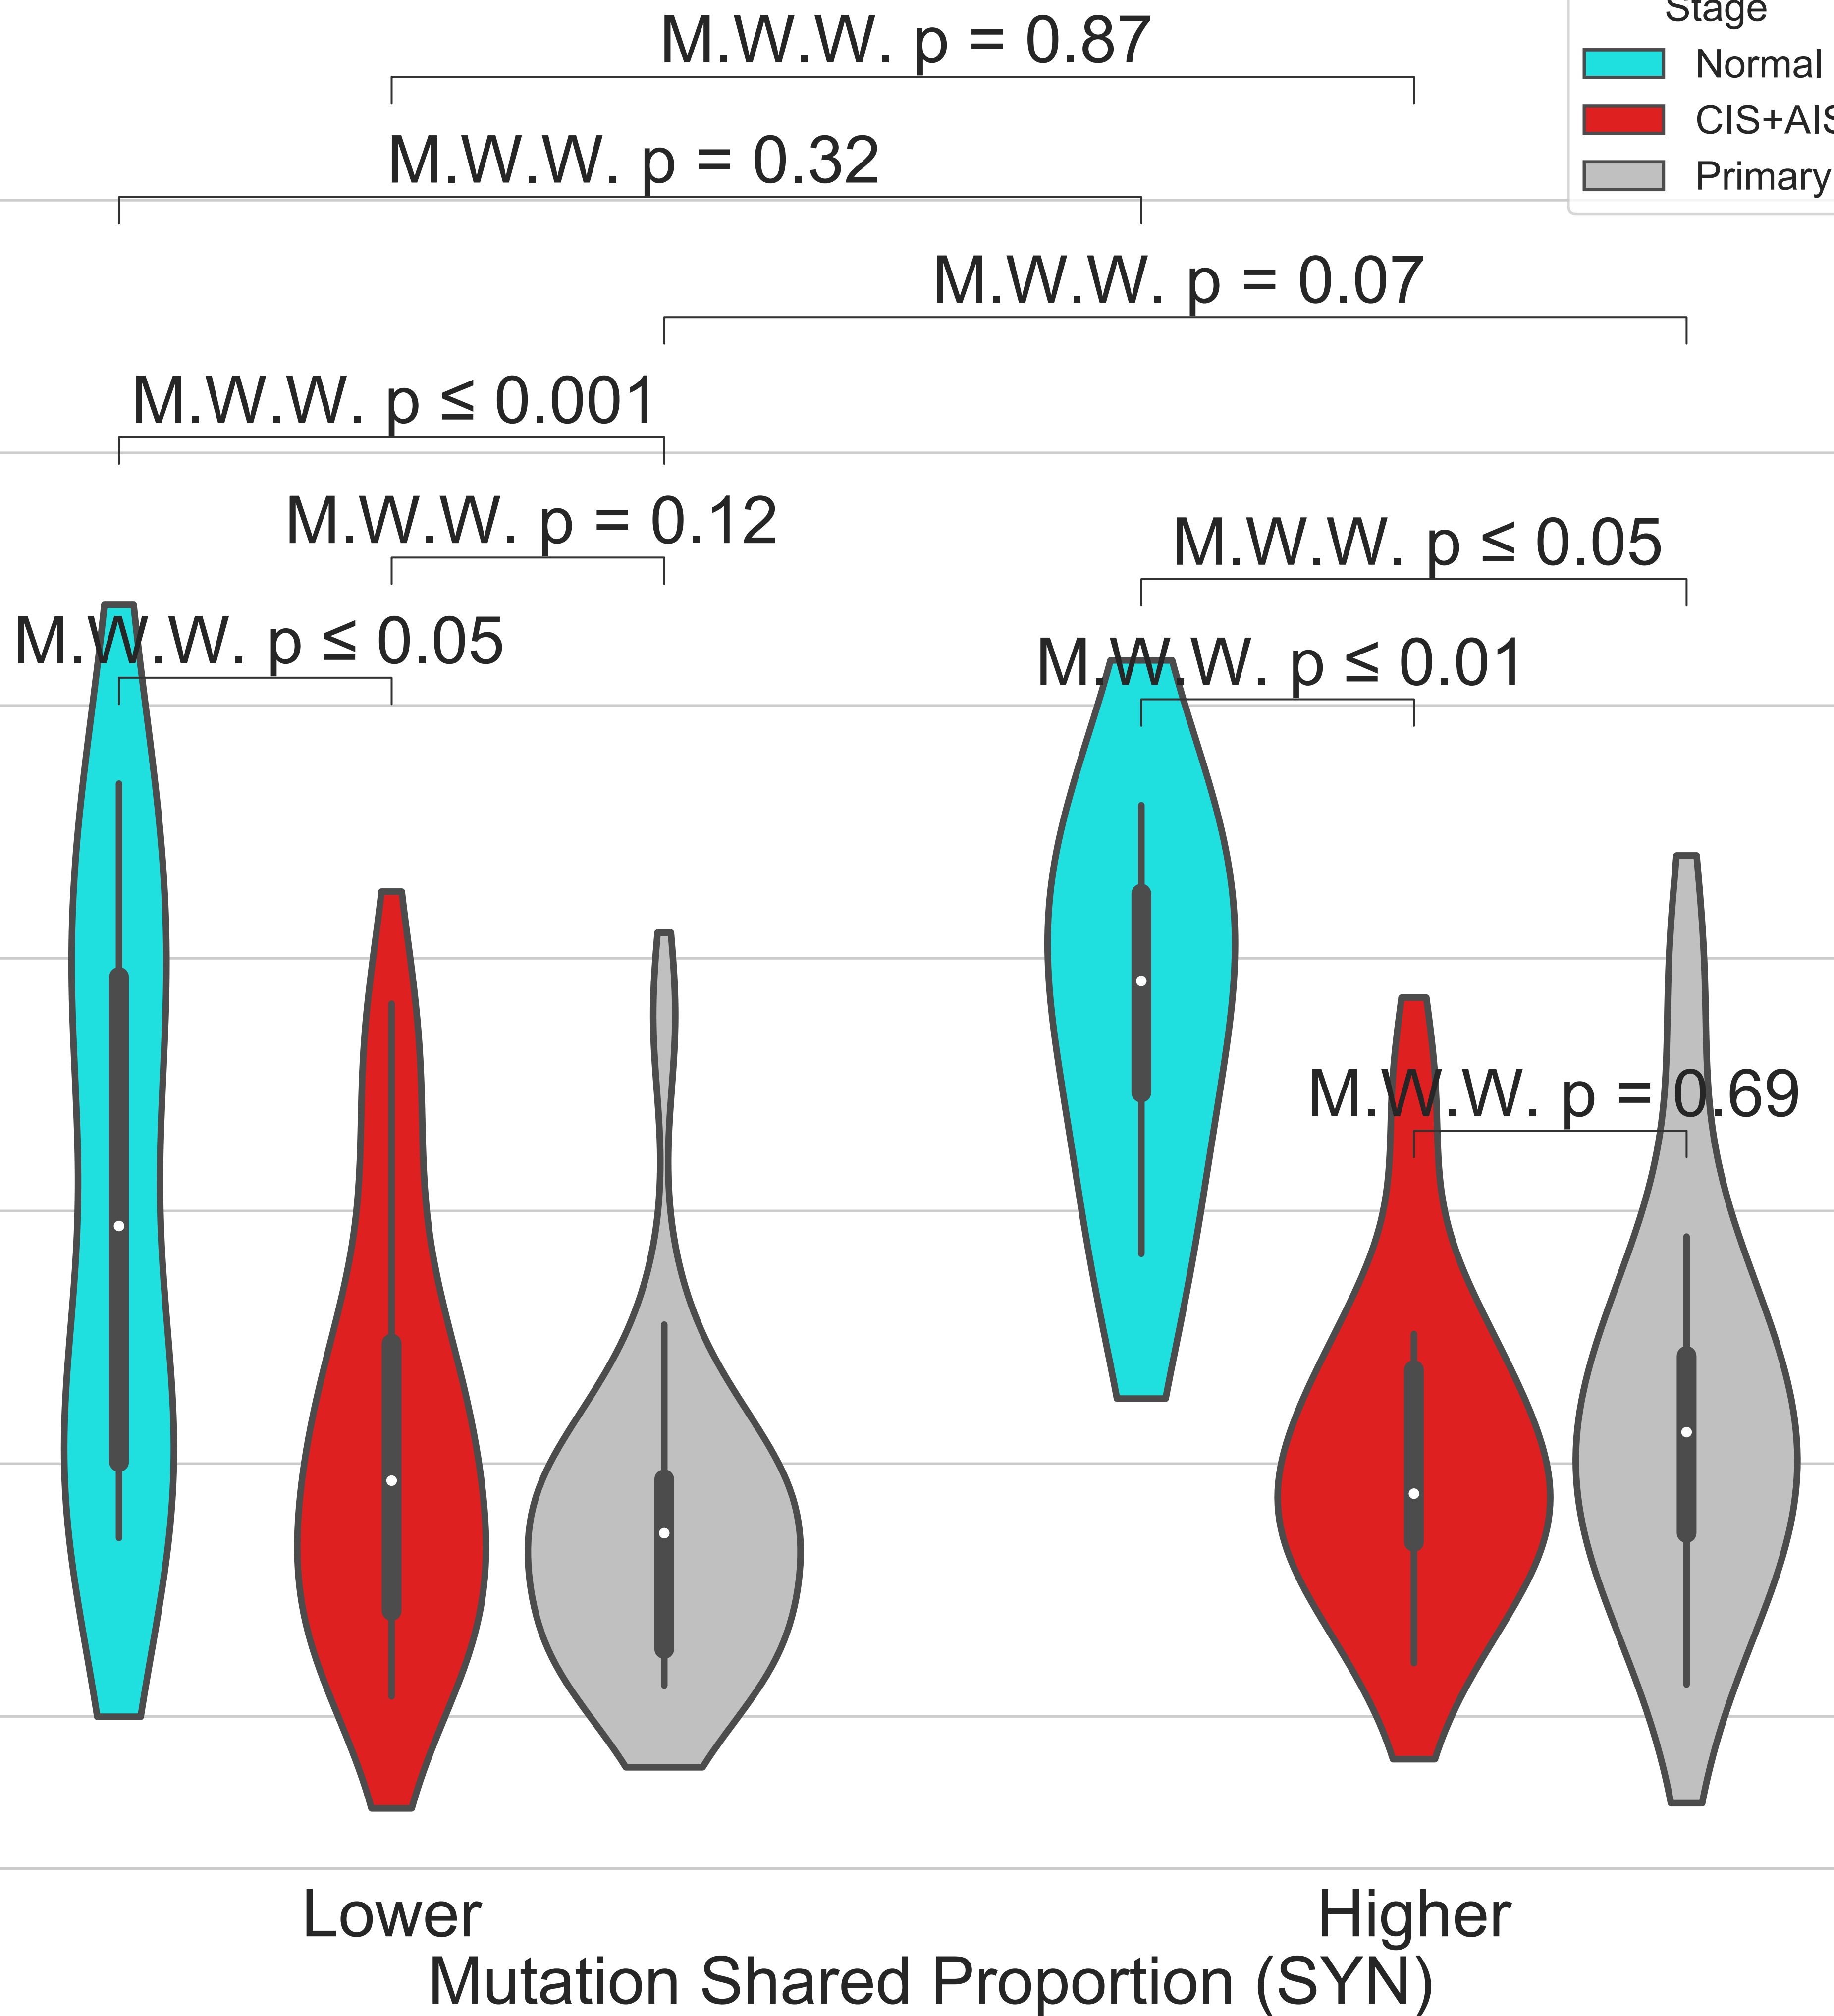 Stage
Normal
CIS+AIS
Primary
M.W.W. p = 0.87
M.W.W. p = 0.32
M.W.W. p = 0.07
M.W.W. p ≤ 0.001
M.W.W. p = 0.12
M.W.W. p ≤ 0.05
M.W.W. p ≤ 0.05
M.W.W. p ≤ 0.01
M.W.W. p = 0.69
Lower
Higher
Mutation Shared Proportion (SYN)